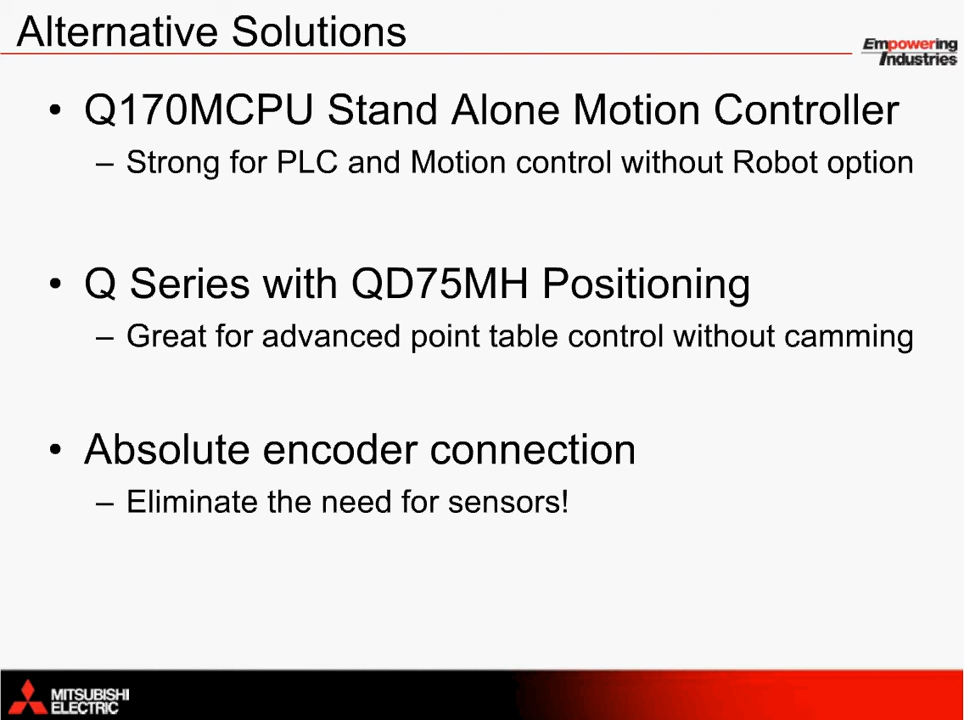 Alternative Solutions
Empowering
Industries
• Q170MCPU Stand Alone Motion Controller
– Strong for PLC and Motion control without Robot option
• Q Series with QD75MH Positioning
– Great for advanced point table control without camming
• Absolute encoder connection
– Eliminate the need for sensors!
MITSUBISHI
ELECTRIC